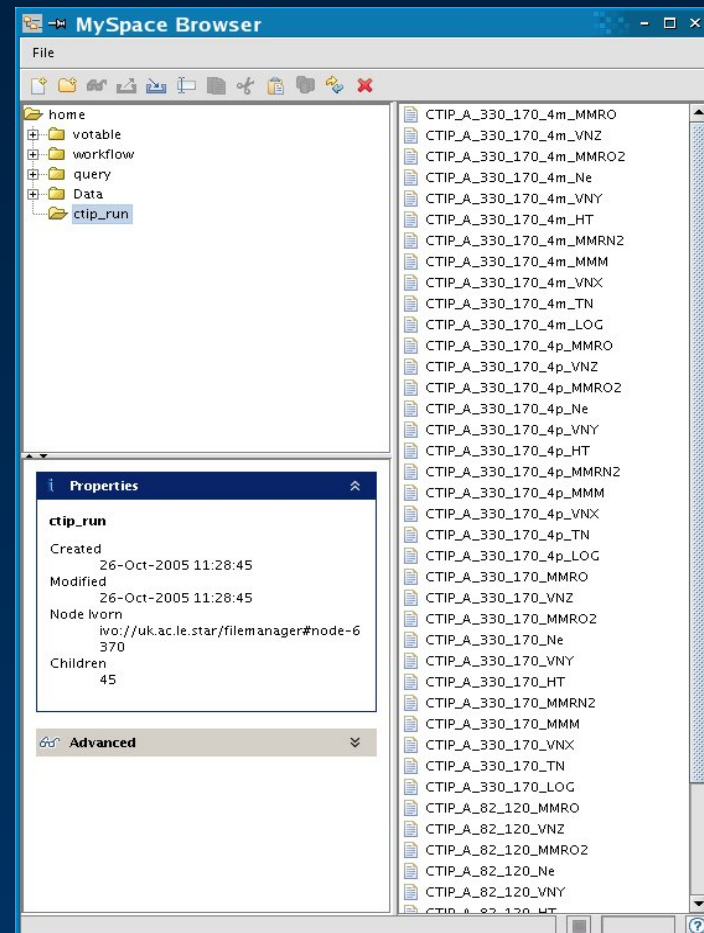 MySpace Browser
File
home
votable
workflow
query
Data
ctip_run
i Properties
ctip_run
Created
26-Oct-2005 11:28:45
Modified
26-Oct-2005 11:28:45
Node Ivorn
ivo://uk.ac.le.star/filemanager#node-6
370
Children
45
Advanced
CTIP_A_330_170_4m_MMRO
CTIP_A_330_170_4m_VNZ
CTIP_A_330_170_4m_MMRO2
CTIP_A_330_170_4m_Ne
CTIP_A_330_170_4m_VNY
CTIP_A_330_170_4m_HT
CTIP_A_330_170_4m_MMRN2
CTIP_A_330_170_4m_MMM
CTIP_A_330_170_4m_VNX
CTIP_A_330_170_4m_TN
CTIP_A_330_170_4m_LOG
CTIP_A_330_170_4p_MMRO
CTIP_A_330_170_4p_VNZ
CTIP_A_330_170_4p_MMRO2
CTIP_A_330_170_4p_Ne
CTIP_A_330_170_4p_VNY
CTIP_A_330_170_4p_HT
CTIP_A_330_170_4p_MMRN2
CTIP_A_330_170_4p_MMM
CTIP_A_330_170_4p_VNX
CTIP_A_330_170_4p_TN
CTIP_A_330_170_4p_LOG
CTIP_A_330_170_MMRO
CTIP_A_330_170_VNZ
CTIP_A_330_170_MMRO2
CTIP_A_330_170_Ne
CTIP_A_330_170_VNY
CTIP_A_330_170_HT
CTIP_A_330_170_MMRN2
CTIP_A_330_170_MMM
CTIP_A_330_170_VNX
CTIP_A_330_170_TN
CTIP_A_330_170_LOG
CTIP_A_82_120_MMRO
CTIP_A_82_120_VNZ
CTIP_A_82_120_MMRO2
CTIP_A_82_120_Ne
CTIP_A_82_120_VNY
CTIP_A_82_120_HT